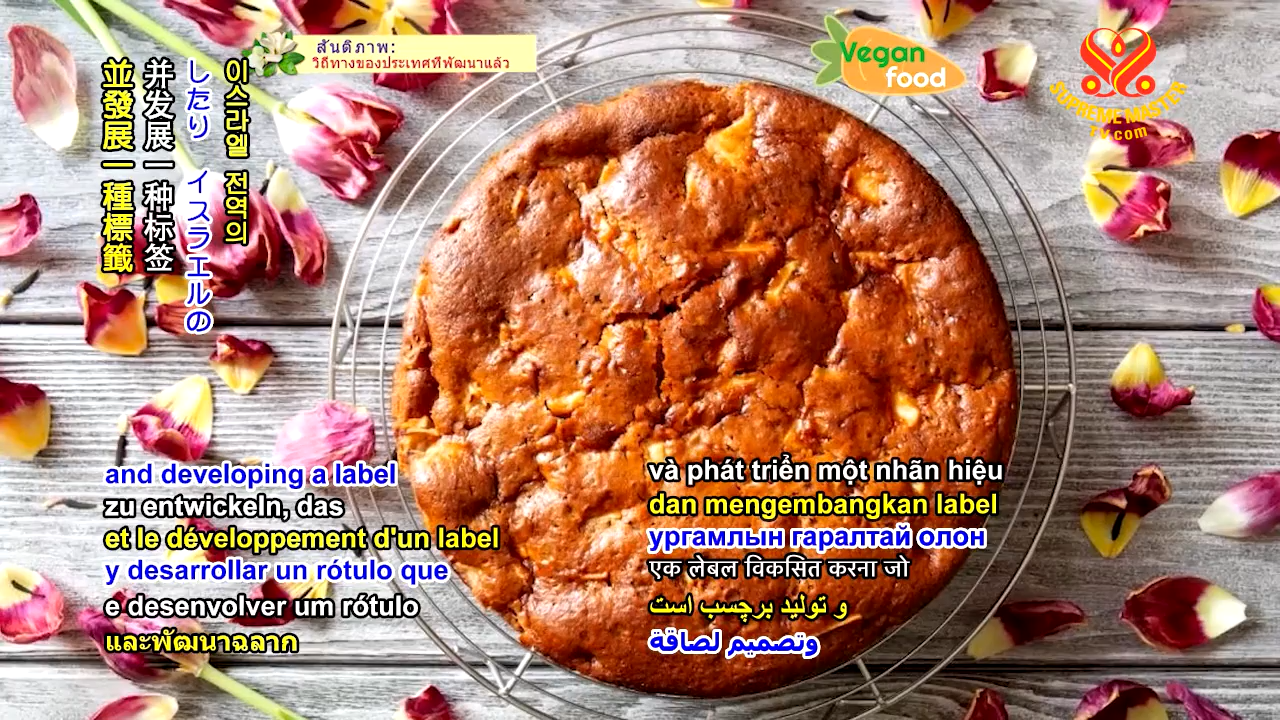 สันติภาพ:
วิถีทางของประเทศที่พัฒนาแล้ว
Vegan
food
SUPREME MASTER
TV.com
이스라엘 전역의
したり イスラエルの
并发展一种标签
並發展一種標籤
and developing a label
zu entwickeln, das
et le développement d'un label
y desarrollar un rótulo que
e desenvolver um rótulo
และพัฒนาฉลาก
và phát triển một nhãn hiệu
dan mengembangkan label
ургамлын гаралтай олон
एक लेबल विकसित करना जो
و تولید برچسب است
وتصميم لصاقة